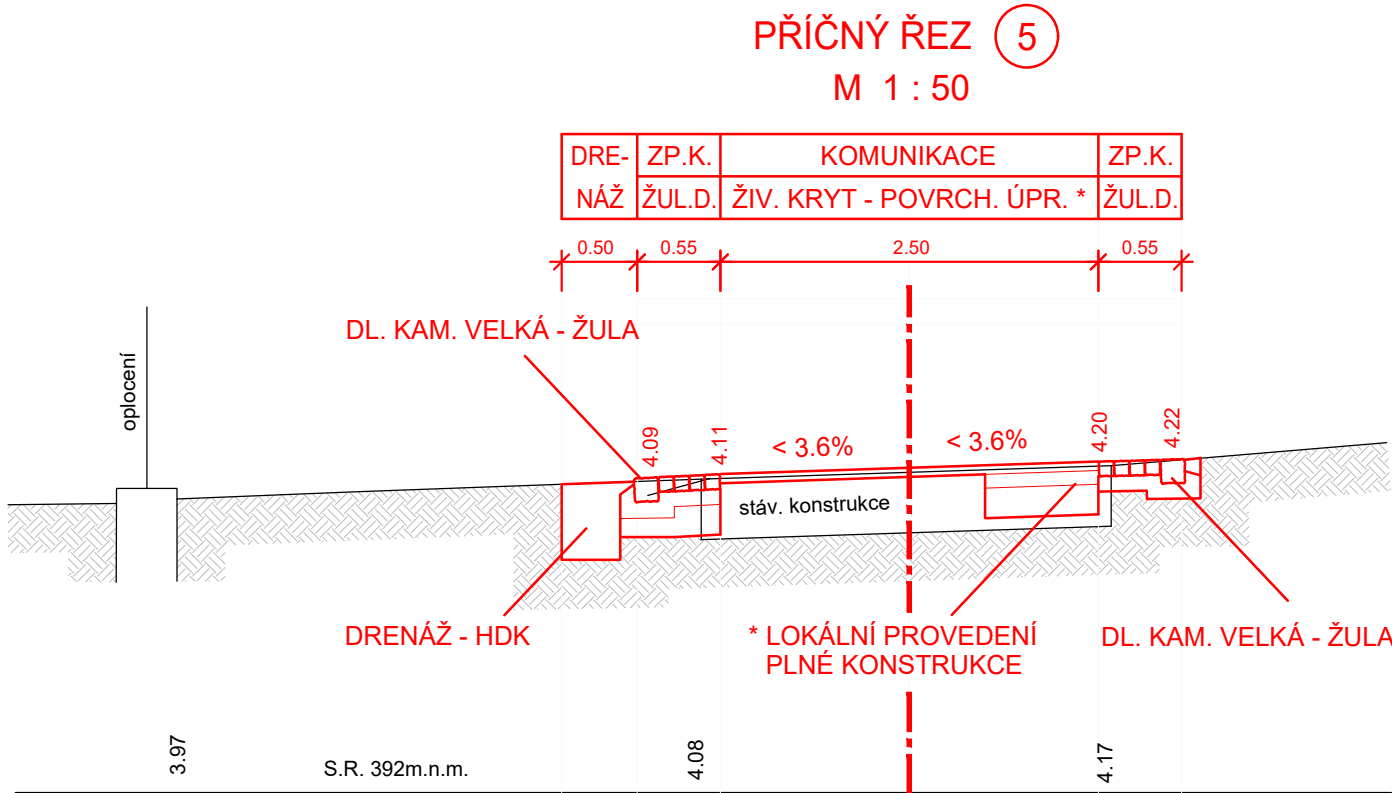 PŘÍČNÝ ŘEZ 5
M 1 : 50
DRE-
NÁŽ
ZP.K.
ŽUL.D.
KOMUNIKACE
ŽIV. KRYT - POVRCH. ÚPR. *
ZP.K.
ŽUL.D.
0.50 0.55 2.50 0.55
DL. KAM. VELKÁ - ŽULA
oplocení
4.09
4.11
< 3.6%
< 3.6%
4.20
4.22
stáv. konstrukce
DRENÁŽ - HDK
* LOKÁLNÍ PROVEDENÍ
PLNÉ KONSTRUKCE
DL. KAM. VELKÁ - ŽULA
3.97
S.R. 392m.n.m.
4.08
4.17